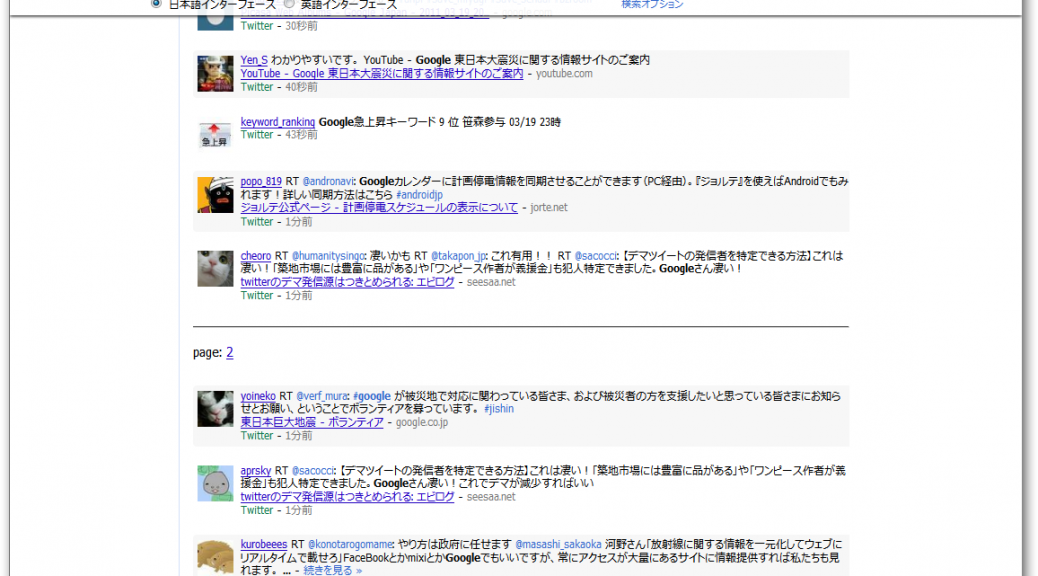 日本語インターフェース 英語インターフェース 検索オプション
Twitter - 30秒前
Yen_S わかりやすいです。 YouTube - Google 東日本大震災に関する情報サイトのご案内
YouTube - Google 東日本大震災に関する情報サイトのご案内 - youtube.com
Twitter - 40秒前
keyword_ranking Google急上昇キーワード 9 位 笹森参与 03/19 23時
急上昇
Twitter - 43秒前
popo_819 RT @andronavi: Googleカレンダーに計画停電情報を同期させることができます(PC経由)。『ジョルテ』を使えばAndroidでもみ
れます！詳しい同期方法はこちら #androidjp
ジョルテ公式ページ - 計画停電スケジュールの表示について - jorte.net
Twitter - 1分前
cheoro RT @humanitysingo: 凄いかも RT @takapon_jp: これ有用！！ RT @sacocci: 【デマツイートの発信者を特定できる方法】これは
凄い！「築地市場には豊富に品がある」や「ワンピース作者が義援金」も犯人特定できました。Googleさん凄い！
twitterのデマ発信源はつきとめられる: エビログ - seesaa.net
Twitter - 1分前
page: 2
yoineko RT @verf_mura: #google が被災地で対応に関わっている皆さま、および被災者の方を支援したいと思っている皆さまにお知ら
せとお願い、ということでボランティアを募っています。 #jishin
東日本巨大地震 - ボランティア - google.co.jp
Twitter - 1分前
aprsky RT @sacocci: 【デマツイートの発信者を特定できる方法】これは凄い！「築地市場には豊富に品がある」や「ワンピース作者が義
援金」も犯人特定できました。Googleさん凄い！これでデマが減少すればいい
twitterのデマ発信源はつきとめられる: エビログ - seesaa.net
Twitter - 1分前
kurobeees RT @konotarogomame: やり方は政府に任せます @masashi_sakaoka 河野さん「放射線に関する情報を一元化してウェブに
リアルタイムで載せろ」FaceBookとかmixiとかGoogleでもいいですが、常にアクセスが大量にあるサイトに情報提供すれば私たちも見
れます。 ... - 続きを見る »